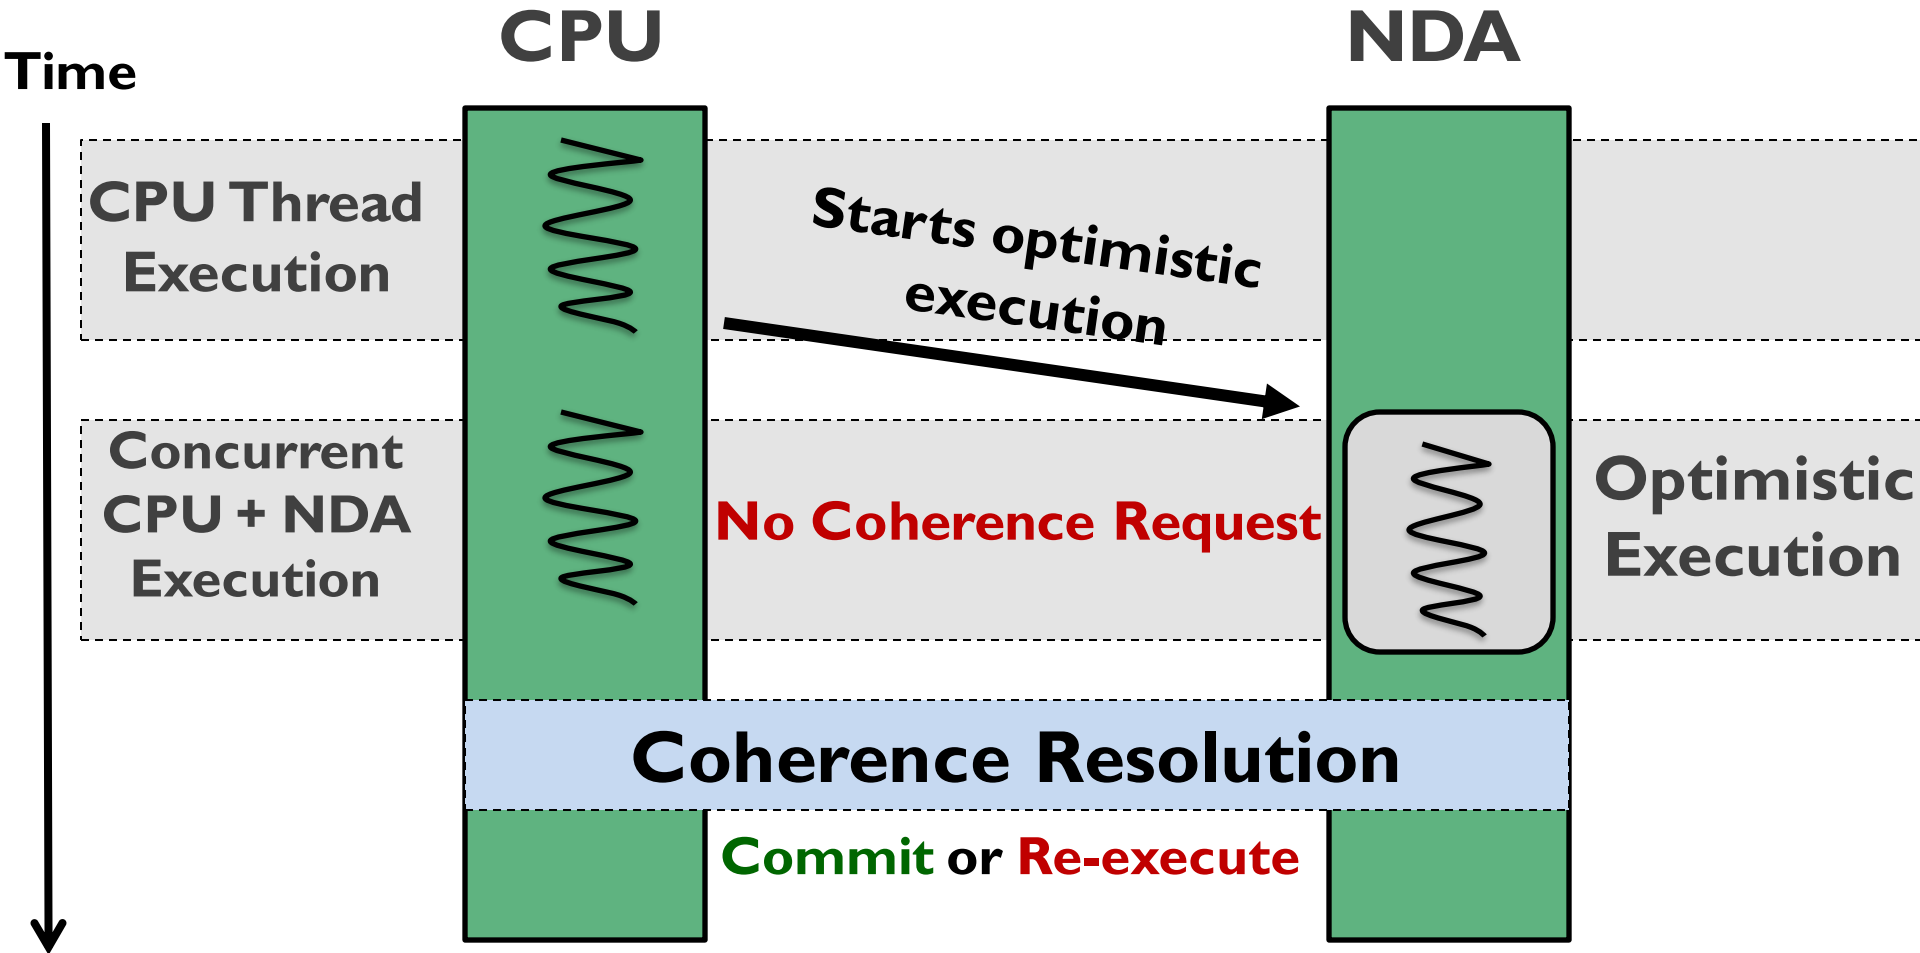 CPU
NDA
Time
CPU Thread
Execution
Starts optimistic
execution
Concurrent
CPU + NDA
Execution
No Coherence Request
Optimistic
Execution
Coherence Resolution
Commit or Re-execute